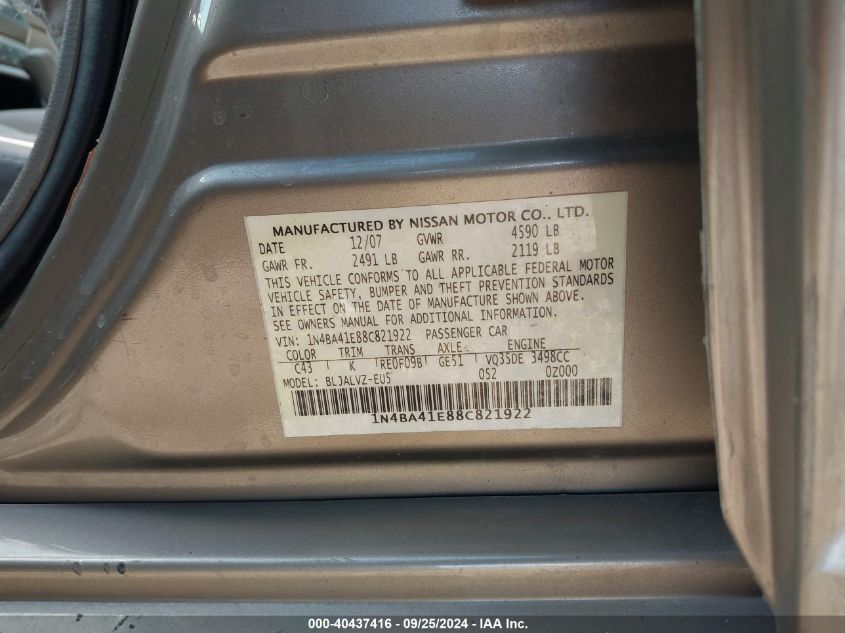 MANUFACTURED BY NISSAN MOTOR CO., LTD.
DATE 12/07 GVWR 4590 LB
GAWR FR. 2491 LB GAWR RR. 2119 LB
THIS VEHICLE CONFORMS TO ALL APPLICABLE FEDERAL MOTOR
VEHICLE SAFETY, BUMPER AND THEFT PREVENTION STANDARDS
IN EFFECT ON THE DATE OF MANUFACTURE SHOWN ABOVE.
SEE OWNERS MANUAL FOR ADDITIONAL INFORMATION.
VIN: 1N4BA41E88C821922 PASSENGER CAR
COLOR TRIM TRANS AXLE ENGINE
C43 K RE0F09B GE51 VQ35DE 3498CC
MODEL: BLJALVZ-EUS 052 0Z000
1N4BA41E88C821922
000-40437416 - 09/25/2024 - IAAI.com